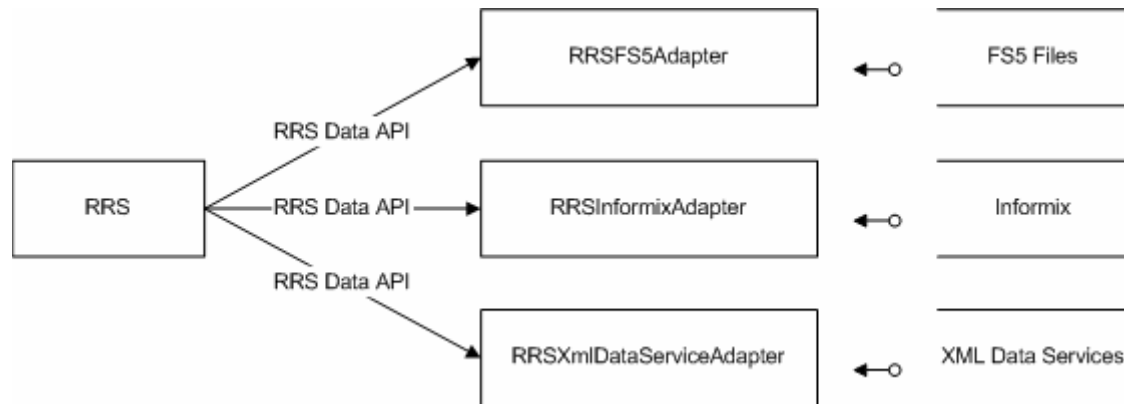 RRSFS5Adapter
FS5 Files
RRS Data API
RRS
RRS Data API
RRSInformixAdapter
Informix
RRS Data API
RRSXmlDataServiceAdapter
XML Data Services